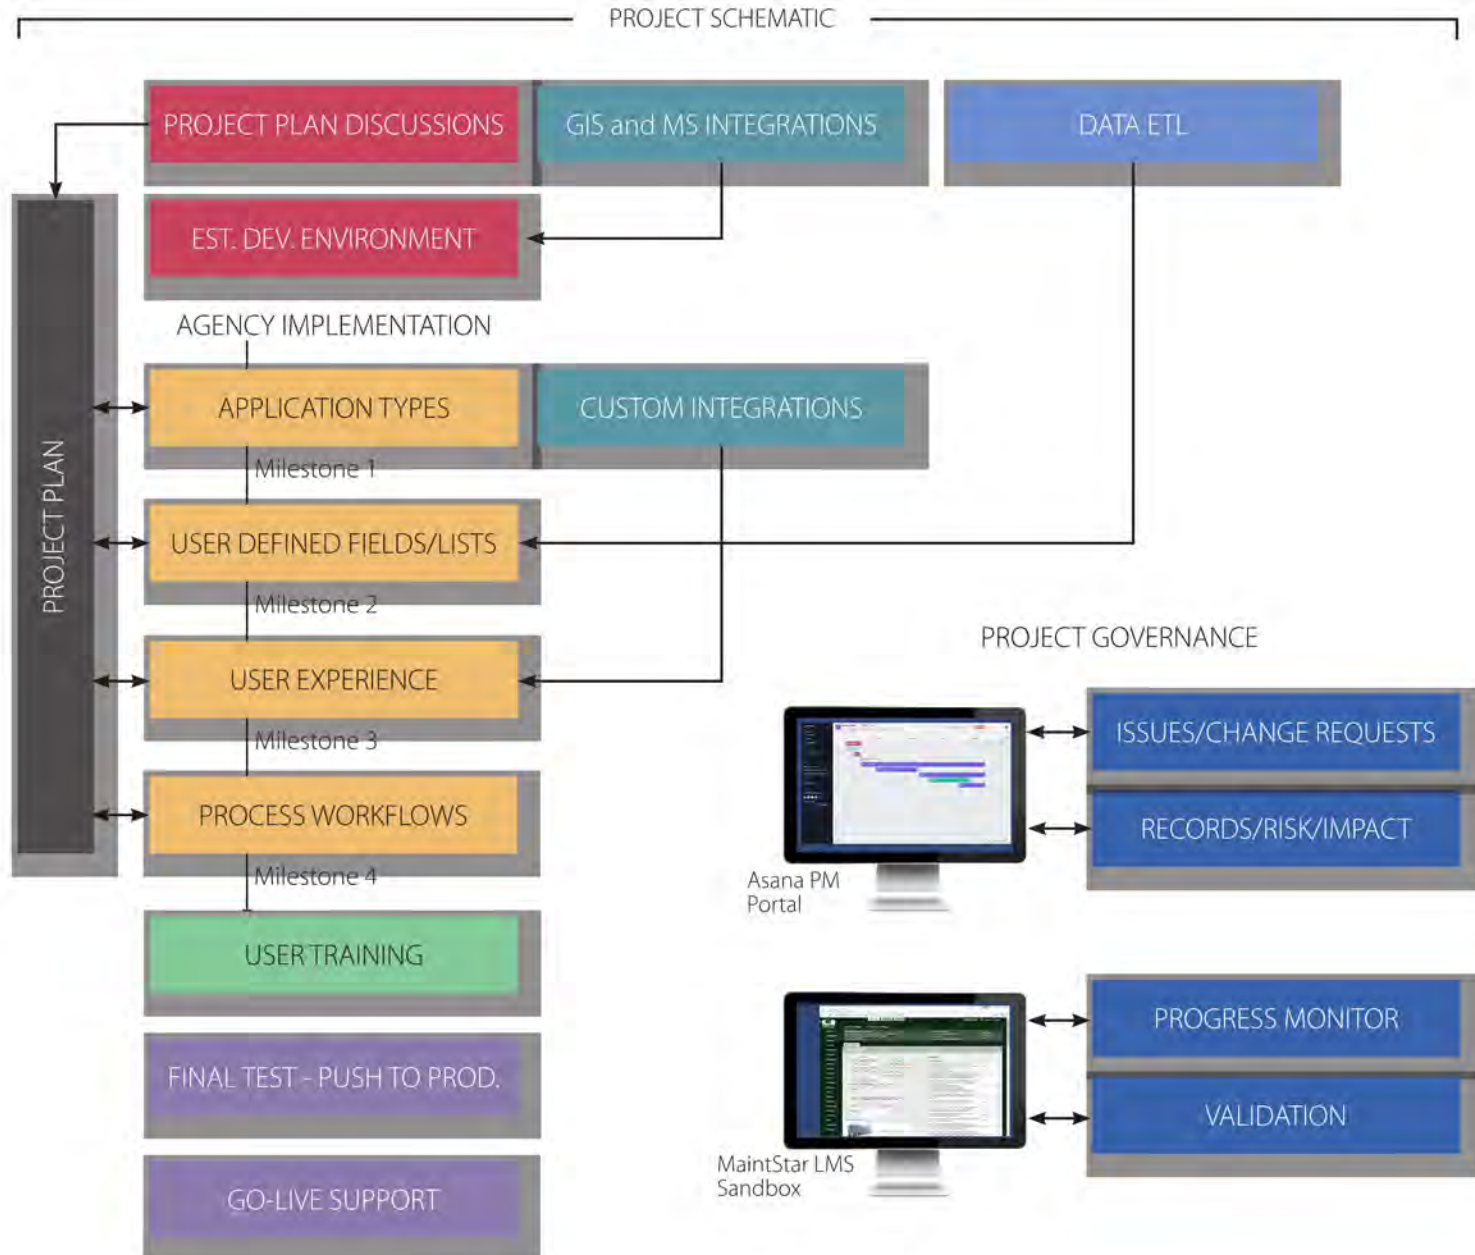 PROJECT SCHEMATIC
PROJECT PLAN DISCUSSIONS
GIS and MS INTEGRATIONS
DATA ETL
EST. DEV. ENVIRONMENT
AGENCY IMPLEMENTATION
PROJECT PLAN
APPLICATION TYPES
CUSTOM INTEGRATIONS
Milestone 1
USER DEFINED FIELDS/LISTS
Milestone 2
USER EXPERIENCE
Milestone 3
PROCESS WORKFLOWS
Milestone 4
USER TRAINING
FINAL TEST - PUSH TO PROD.
GO-LIVE SUPPORT
PROJECT GOVERNANCE
ISSUES/CHANGE REQUESTS
RECORDS/RISK/IMPACT
Asana PM
Portal
PROGRESS MONITOR
VALIDATION
MaintStar LMS
Sandbox